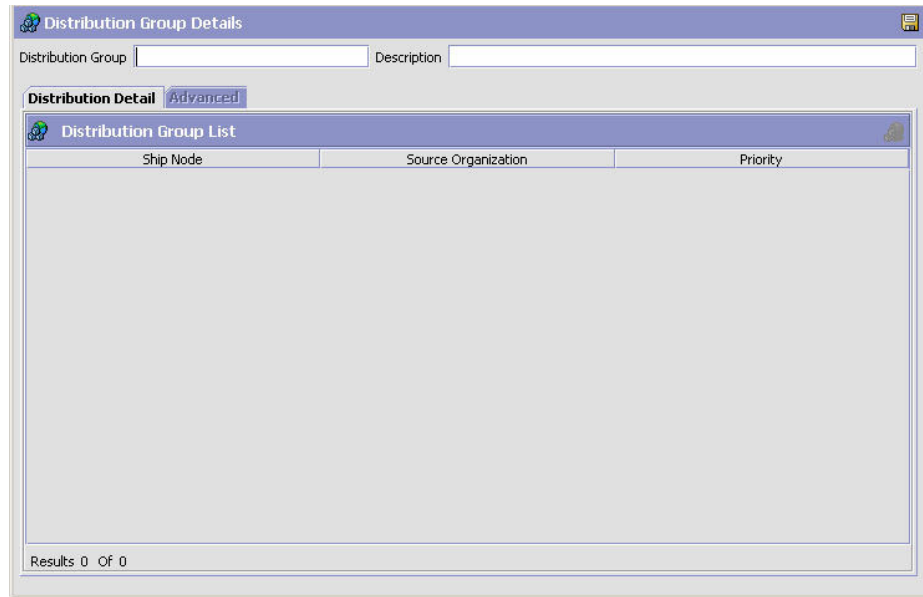 Distribution Group Details
Distribution Group Description
Distribution Detail Advanced
Distribution Group List
Ship Node Source Organization Priority
Results 0 Of 0